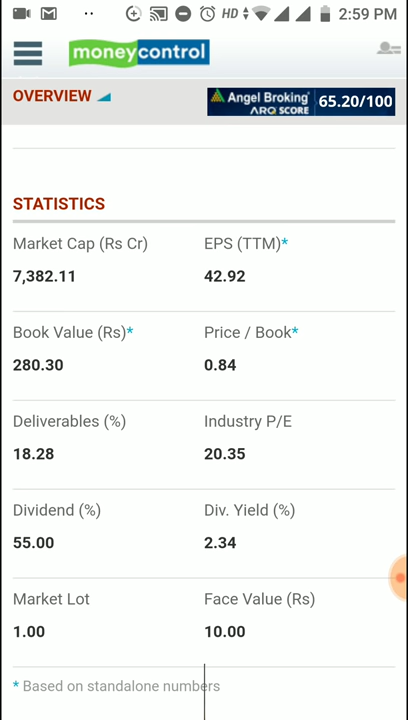 HD 2:59 PM
moneycontrol
OVERVIEW Angel Broking ARQ SCORE 65.20/100
STATISTICS
Market Cap (Rs Cr) EPS (TTM)*
7,382.11 42.92
Book Value (Rs)* Price / Book*
280.30 0.84
Deliverables (%) Industry P/E
18.28 20.35
Dividend (%) Div. Yield (%)
55.00 2.34
Market Lot Face Value (Rs)
1.00 10.00
* Based on standalone numbers